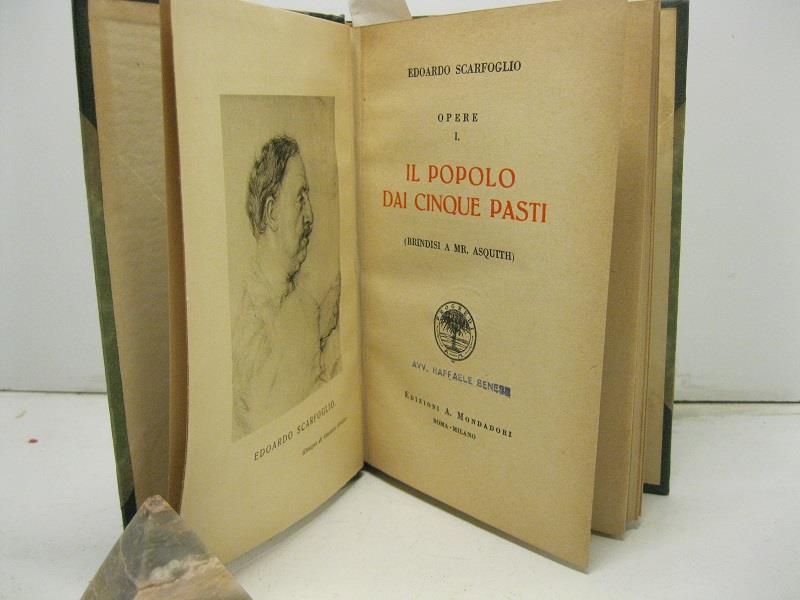 EDOARDO SCARFOGLIO.
EDOARDO SCARFOGLIO
OPERE
I.
IL POPOLO
DAI CINQUE PASTI
(BRINDISI A MR. ASQUITH)
AVV. RAFFAELE
EDIZIONI A. MONDADORI
ROMA - MILANO